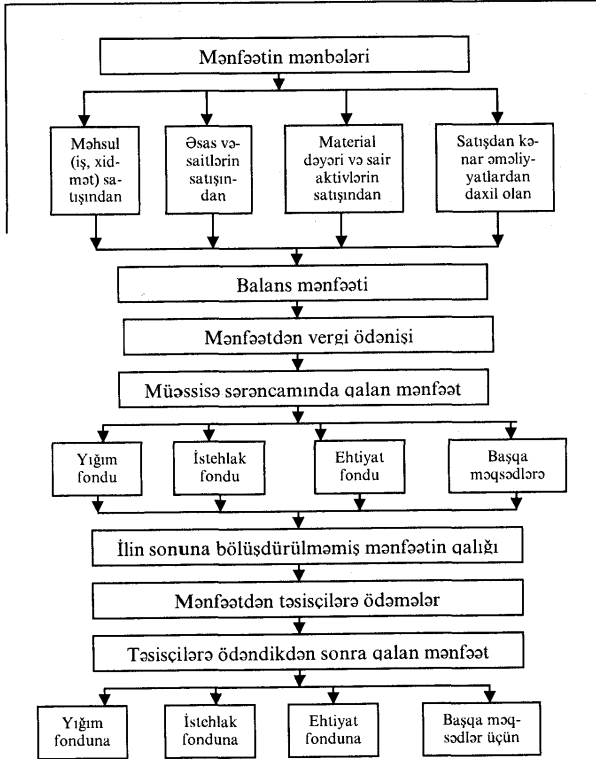 Mənfəətin mənbələri
Məhsul
(iş, xid-
mət) sa-
tışından
Əsas və-
saitlərin
satışın-
dan
Material
dəyəri və sair
aktivlərin
satışından
Satışdan kə-
nar əməliy-
yatlardan
daxil olan
Balans mənfəəti
Mənfəətdən vergi ödənişi
Müəssisə sərəncamında qalan mənfəət
Yığım
fondu
İstehlak
fondu
Ehtiyat
fondu
Başqa
məqsədlərə
İlin sonuna bölüşdürülməmiş mənfəətin qalığı
Mənfəətdən təsisçilərə ödəmələr
Təsisçilərə ödəndikdən sonra qalan mənfəət
Yığım
fonduna
İstehlak
fonduna
Ehtiyat
fonduna
Başqa məq-
sədlər üçün